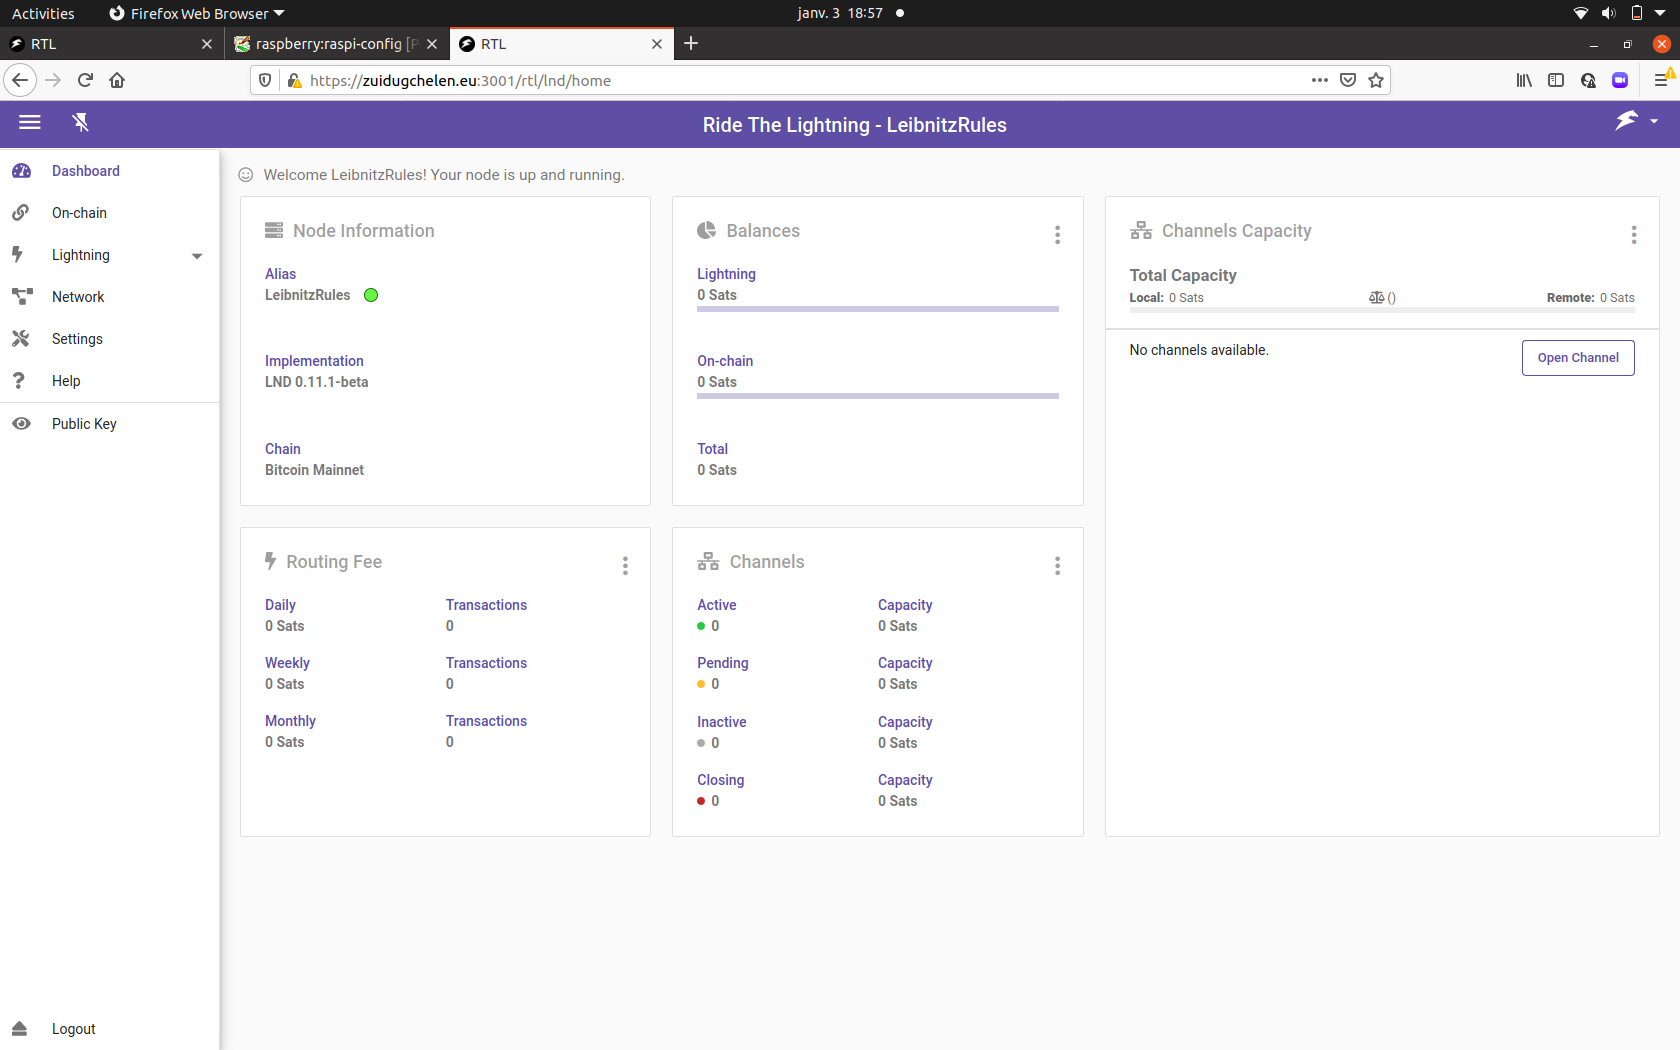 Activities
Firefox Web Browser
janv. 3 18:57
RTL
raspberry:raspi-config [P
RTL
https://zuidugchelen.eu:3001/rtl/lnd/home
Ride The Lightning - LeibnitzRules
Dashboard
On-chain
Lightning
Network
Settings
Help
Public Key
Logout
Welcome LeibnitzRules! Your node is up and running.
Node Information
Alias
LeibnitzRules
Implementation
LND 0.11.1-beta
Chain
Bitcoin Mainnet
Balances
Lightning
0 Sats
On-chain
0 Sats
Total
0 Sats
Channels Capacity
Total Capacity
Local: 0 Sats () Remote: 0 Sats
No channels available.
Open Channel
Routing Fee
Daily Transactions
0 Sats 0
Weekly Transactions
0 Sats 0
Monthly Transactions
0 Sats 0
Channels
Active Capacity
0 0 Sats
Pending Capacity
0 0 Sats
Inactive Capacity
0 0 Sats
Closing Capacity
0 0 Sats